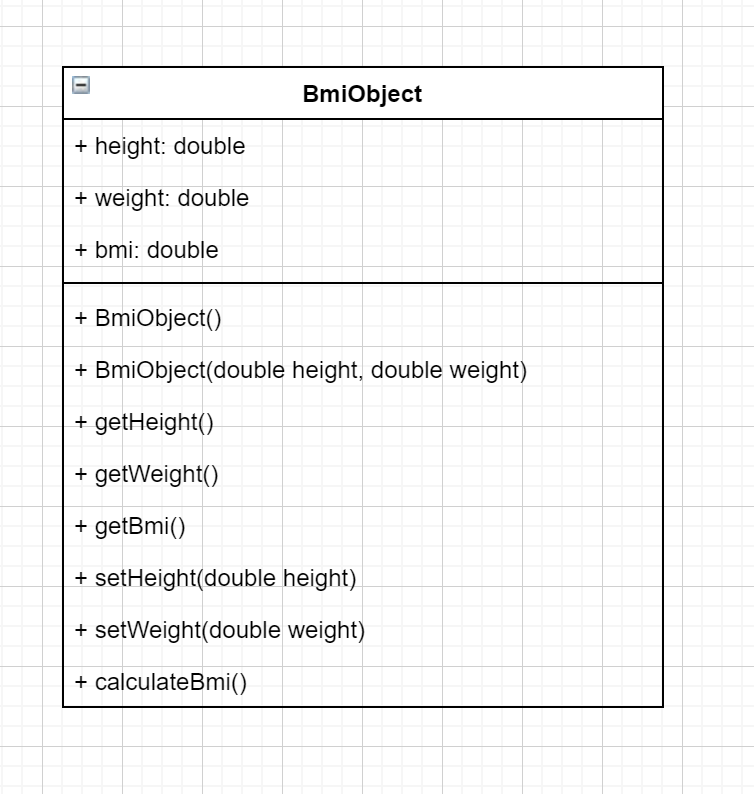 BmiObject
+ height: double
+ weight: double
+ bmi: double
+ BmiObject()
+ BmiObject(double height, double weight)
+ getHeight()
+ getWeight()
+ getBmi()
+ setHeight(double height)
+ setWeight(double weight)
+ calculateBmi()